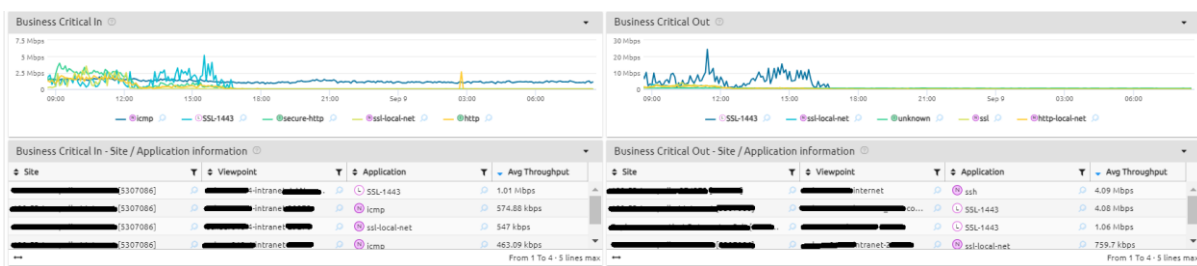 Business Critical In
7.5 Mbps
5 Mbps
2.5 Mbps
0
09:00 12:00 15:00 18:00 21:00 Sep 9 03:00 06:00
icmp SSL-1443 secure-http ssl-local-net http
Business Critical Out
30 Mbps
20 Mbps
10 Mbps
0
09:00 12:00 15:00 18:00 21:00 Sep 9 03:00 06:00
SSL-1443 ssl-local-net unknown ssl http-local-net
Business Critical In - Site / Application information
Site Viewpoint Application Avg Throughput
[5307086] 4-intranet L SSL-1443 1.01 Mbps
[5307086] -intranet N icmp 574.88 kbps
[5307086] 4-intranet N ssl-local-net 547 kbps
[5307086] intranet N icmp 463.09 kbps
From 1 To 4 - 5 lines max
Business Critical Out - Site / Application information
Site Viewpoint Application Avg Throughput
internet N ssh 4.09 Mbps
co... L SSL-1443 4.08 Mbps
L SSL-1443 1.06 Mbps
intranet-2 N ssl-local-net 759.7 kbps
From 1 To 4 - 5 lines max